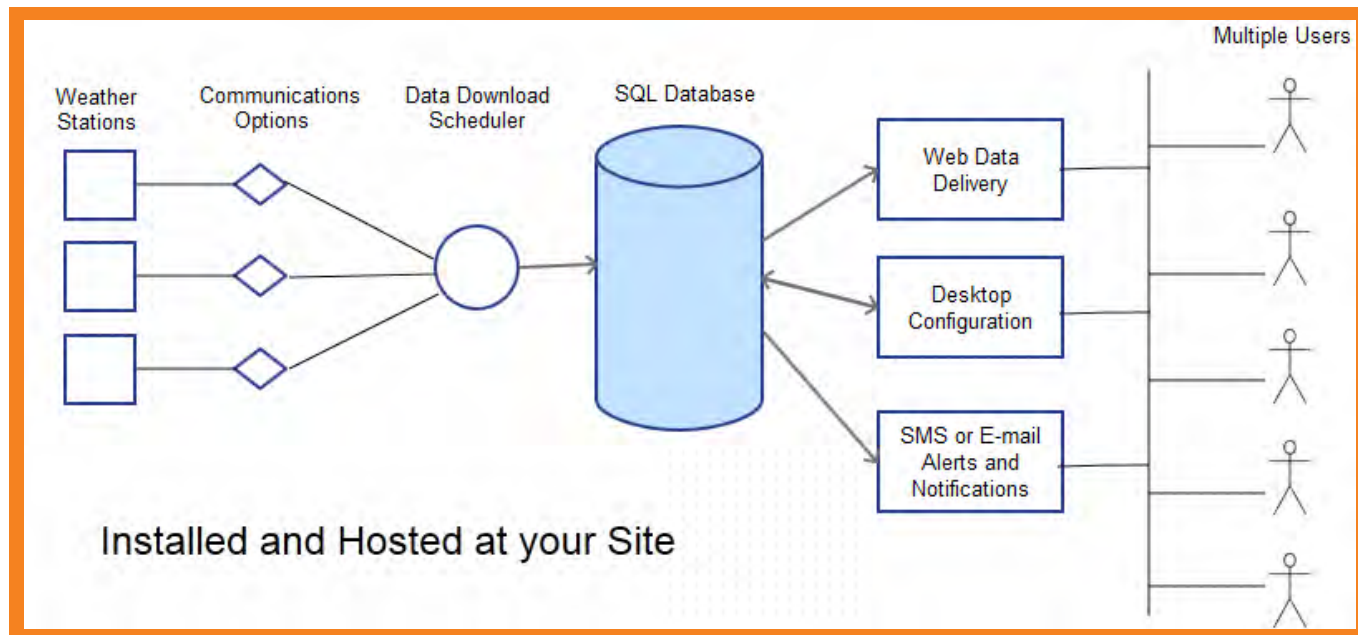 Multiple Users
Weather
Stations
Communications
Options
Data Download
Scheduler
SQL Database
Web Data
Delivery
Desktop
Configuration
SMS or E-mail
Alerts and
Notifications
Installed and Hosted at your Site